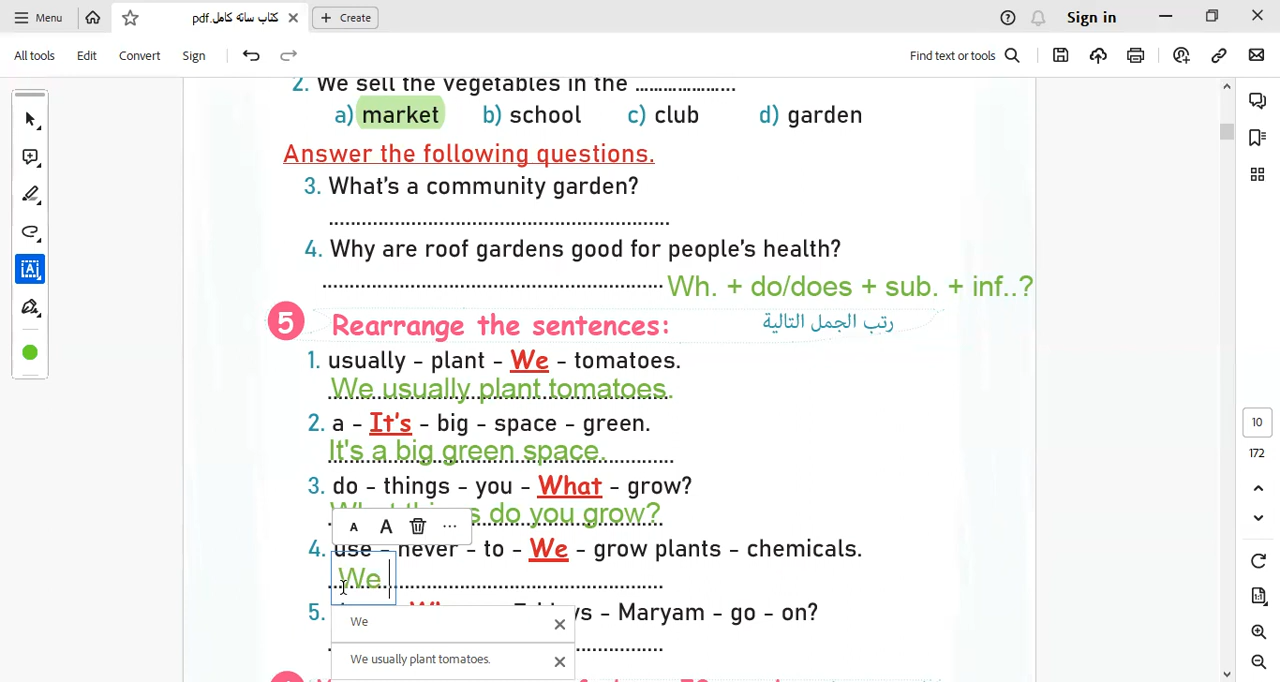 Menu كتاب ساته كامل.pdf Create Sign in
All tools Edit Convert Sign Find text or tools
2. We sell the vegetables in the .....................
a) market b) school c) club d) garden
Answer the following questions.
3. What's a community garden?
4. Why are roof gardens good for people's health?
Wh. + do/does + sub. + inf..?
5 Rearrange the sentences: رتب الجمل التالية
1. usually - plant - We - tomatoes.
We usually plant tomatoes.
2. a - It's - big - space - green.
It's a big green space.
3. do - things - you - What - grow?
What things do you grow?
A A ...
4. use - never - to - We - grow plants - chemicals.
We
5. - Maryam - go - on?
We
We usually plant tomatoes.
10
172